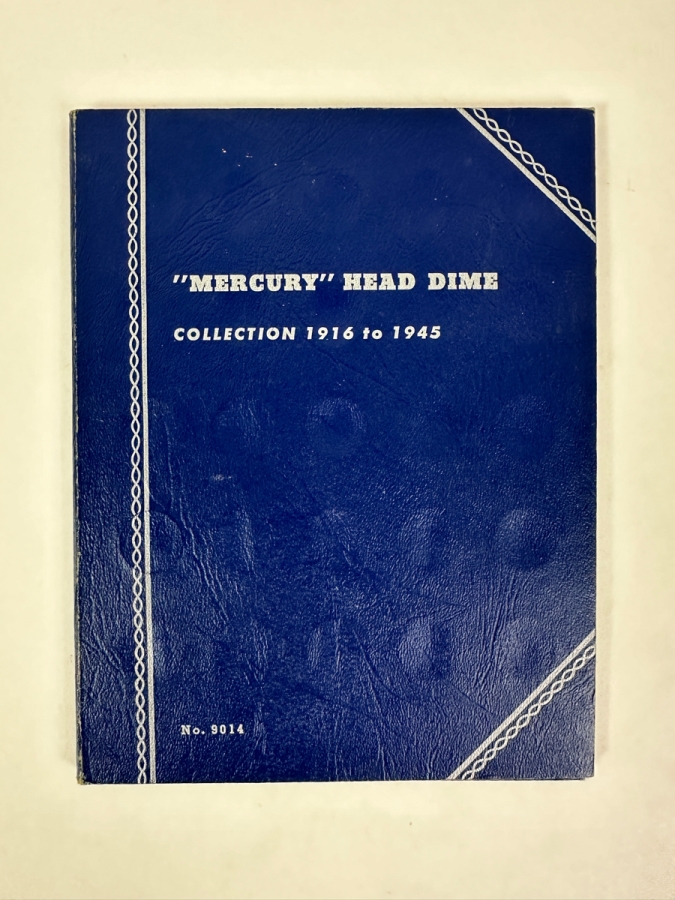 "MERCURY" HEAD DIME
COLLECTION 1916 to 1945
No. 9014